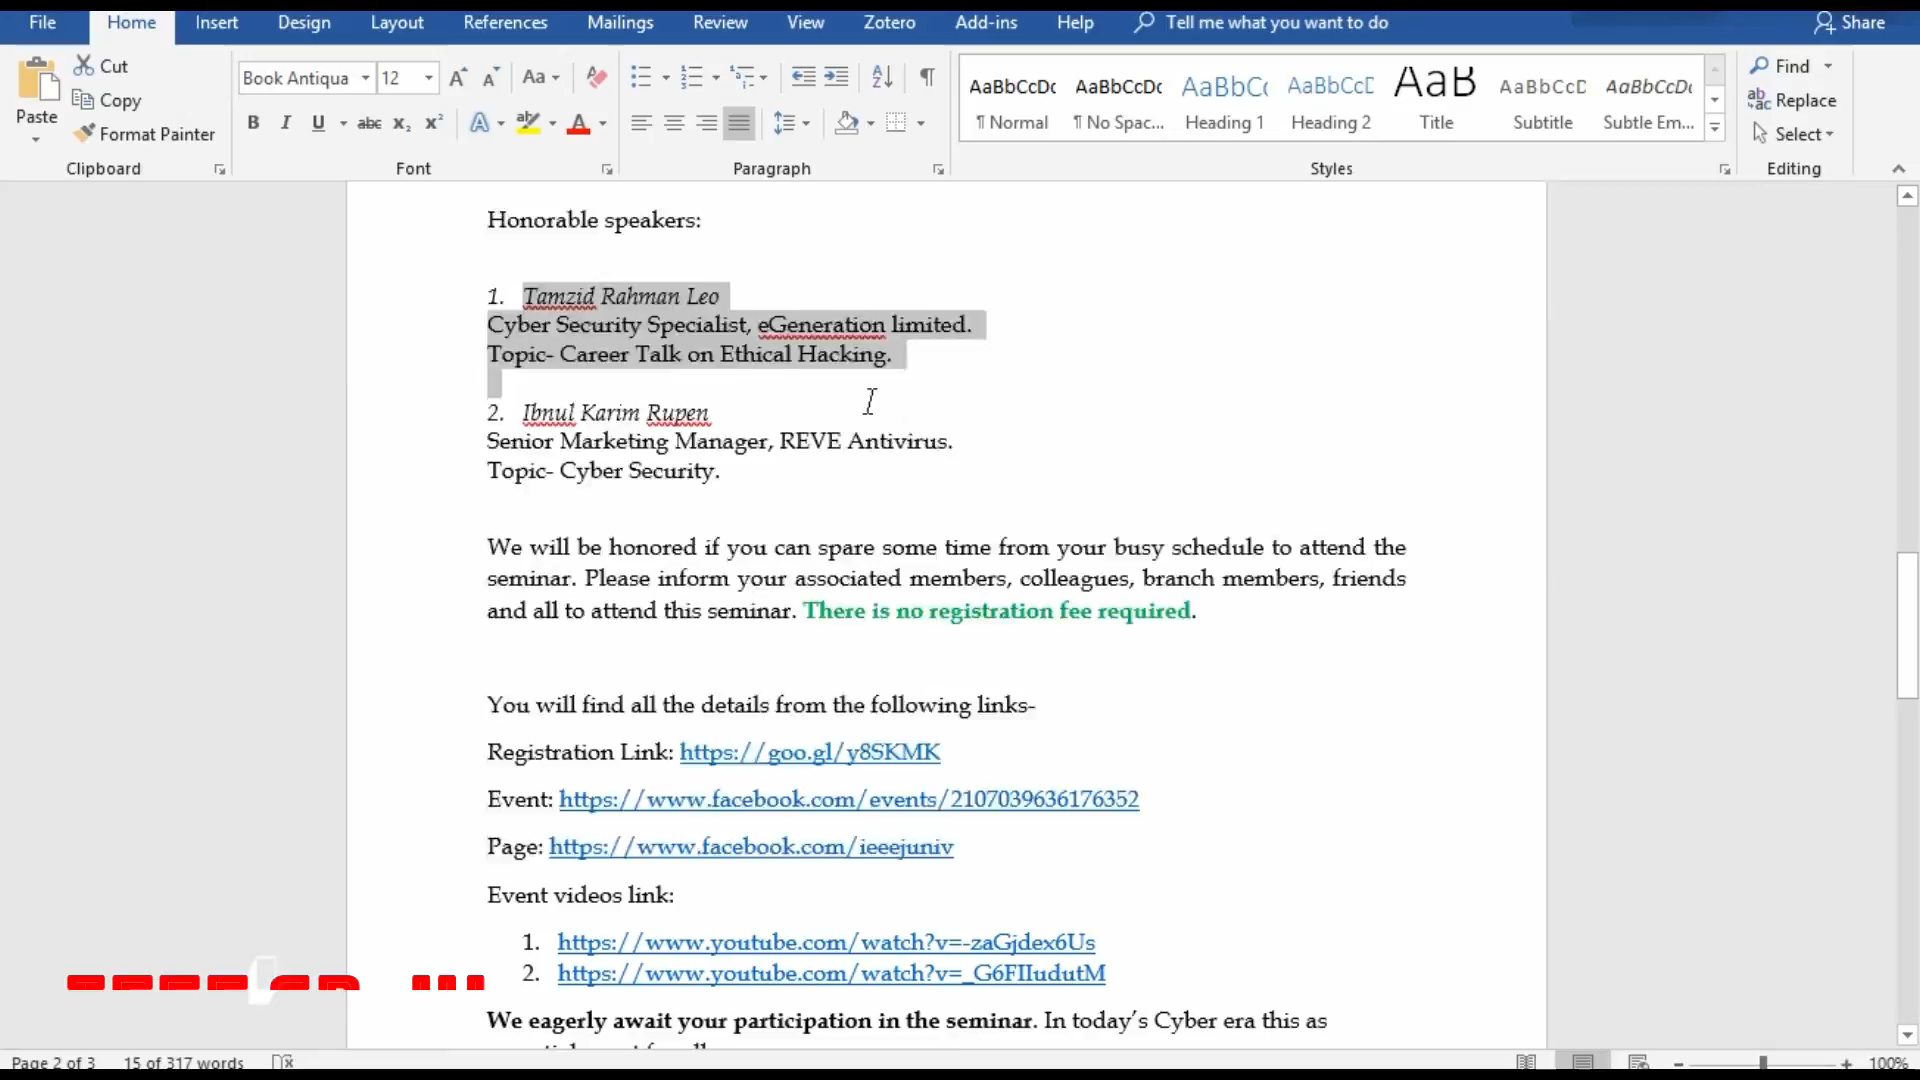 File Home Insert Design Layout References Mailings Review View Zotero Add-ins Help Tell me what you want to do Share
Paste
Cut
Copy
Format Painter
Clipboard
Book Antiqua 12 Aa
B I U abc x₂ x² A ab A
Font
Paragraph
AaBbCcDc AaBbCcDc AaBbCc AaBbCcD AaB AaBbCcD AaBbCcDc
¶ Normal ¶ No Spac... Heading 1 Heading 2 Title Subtitle Subtle Em...
Styles
Find
Replace
Select
Editing
Honorable speakers:
1. Tamzid Rahman Leo
Cyber Security Specialist, eGeneration limited.
Topic- Career Talk on Ethical Hacking.
2. Ibnul Karim Rupen
Senior Marketing Manager, REVE Antivirus.
Topic- Cyber Security.
We will be honored if you can spare some time from your busy schedule to attend the
seminar. Please inform your associated members, colleagues, branch members, friends
and all to attend this seminar. There is no registration fee required.
You will find all the details from the following links-
Registration Link: https://goo.gl/y8SKMK
Event: https://www.facebook.com/events/2107039636176352
Page: https://www.facebook.com/ieeejuniv
Event videos link:
1. https://www.youtube.com/watch?v=-zaGjdex6Us
2. https://www.youtube.com/watch?v=_G6FIIudutM
We eagerly await your participation in the seminar. In today's Cyber era this as
Page 2 of 3 15 of 317 words 100%